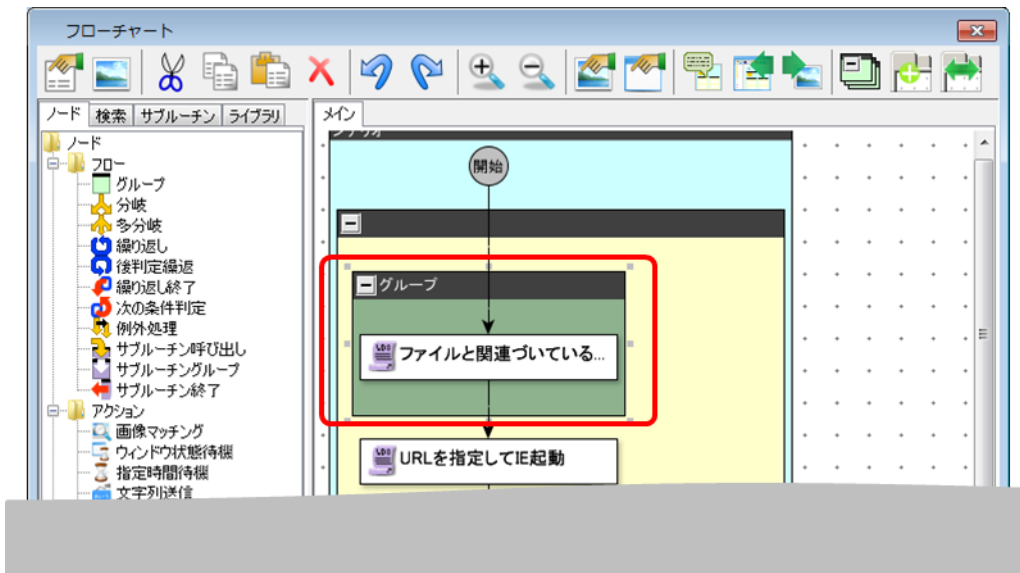 フローチャート
ノード 検索 サブルーチン ライブラリ
メイン
ノード
フロー
グループ
分岐
多分岐
繰り返し
後判定繰返
繰り返し終了
次の条件判定
例外処理
サブルーチン呼び出し
サブルーチングループ
サブルーチン終了
アクション
画像マッチング
ウィンドウ状態待機
指定時間待機
文字列送信
シナリオ
開始
グループ
ファイルと関連づいている...
URLを指定してIE起動